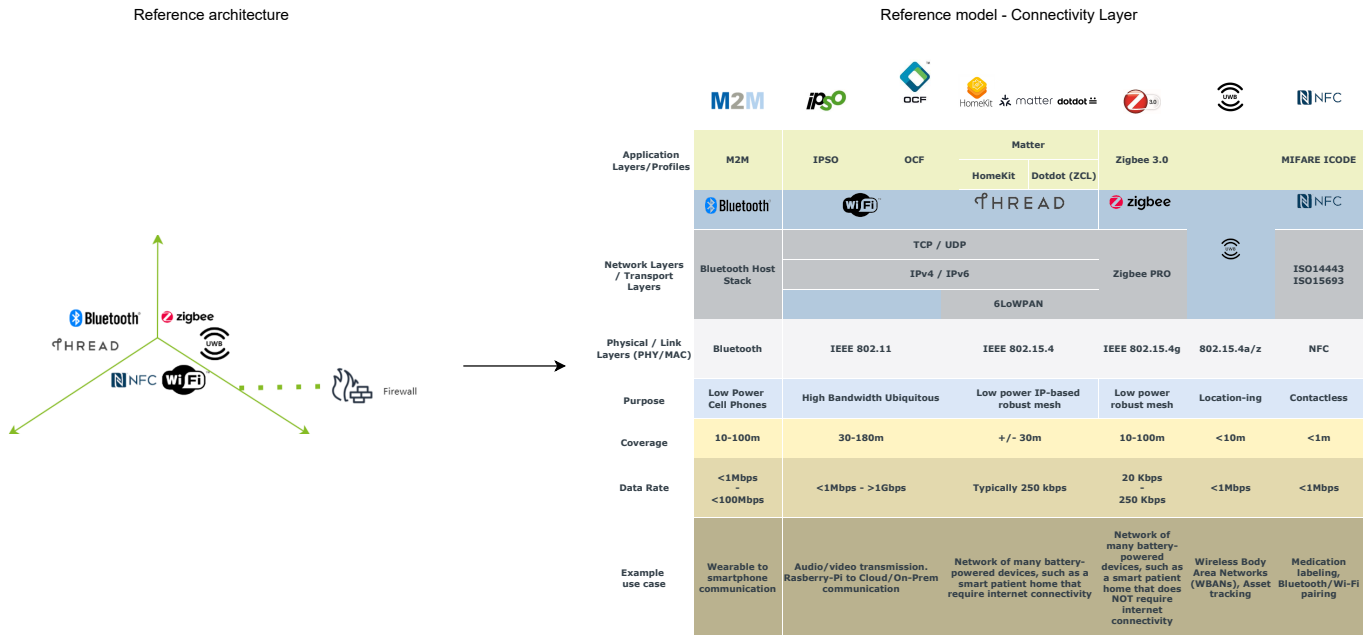 Reference architecture
Reference model - Connectivity Layer
Bluetooth
zigbee
THREAD
UWB
NFC
Wi Fi
Firewall
M2M
ipso
OCF
HomeKit
matter
dotdot
3.0
UWB
NFC
Application
Layers/Profiles
M2M
IPSO
OCF
Matter
HomeKit
Dotdot (ZCL)
Zigbee 3.0
MIFARE ICODE
Bluetooth
Wi Fi
THREAD
zigbee
NFC
Network Layers
/ Transport
Layers
Bluetooth Host
Stack
TCP / UDP
IPv4 / IPv6
6LoWPAN
Zigbee PRO
UWB
ISO14443
ISO15693
Physical / Link
Layers (PHY/MAC)
Bluetooth
IEEE 802.11
IEEE 802.15.4
IEEE 802.15.4g
802.15.4a/z
NFC
Purpose
Low Power
Cell Phones
High Bandwidth Ubiquitous
Low power IP-based
robust mesh
Low power
robust mesh
Location-ing
Contactless
Coverage
10-100m
30-180m
+/- 30m
10-100m
<10m
<1m
Data Rate
<1Mbps
-
<100Mbps
<1Mbps - >1Gbps
Typically 250 kbps
20 Kbps
-
250 Kbps
<1Mbps
<1Mbps
Example
use case
Wearable to
smartphone
communication
Audio/video transmission.
Rasberry-Pi to Cloud/On-Prem
communication
Network of many battery-
powered devices, such as a
smart patient home that
require internet connectivity
Network of
many battery-
powered
devices, such as
a smart patient
home that does
NOT require
internet
connectivity
Wireless Body
Area Networks
(WBANs), Asset
tracking
Medication
labeling,
Bluetooth/Wi-Fi
pairing